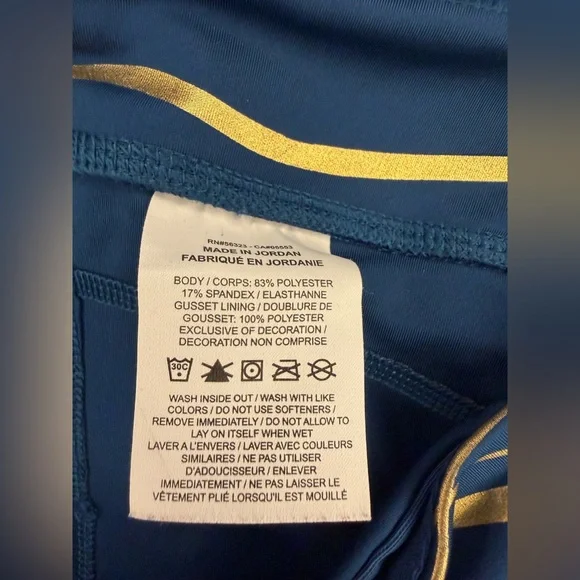 RN#56323 - CA#05553
MADE IN JORDAN
FABRIQUÉ EN JORDANIE
BODY / CORPS: 83% POLYESTER
17% SPANDEX / ELASTHANNE
GUSSET LINING / DOUBLURE DE
GOUSSET: 100% POLYESTER
EXCLUSIVE OF DECORATION /
DECORATION NON COMPRISE
30C
WASH INSIDE OUT / WASH WITH LIKE
COLORS / DO NOT USE SOFTENERS /
REMOVE IMMEDIATELY / DO NOT ALLOW TO
LAY ON ITSELF WHEN WET
LAVER A L'ENVERS / LAVER AVEC COULEURS
SIMILAIRES / NE PAS UTILISER
D'ADOUCISSEUR / ENLEVER
IMMEDIATEMENT / NE PAS LAISSER LE
VÊTEMENT PLIÉ LORSQU'IL EST MOUILLÉ